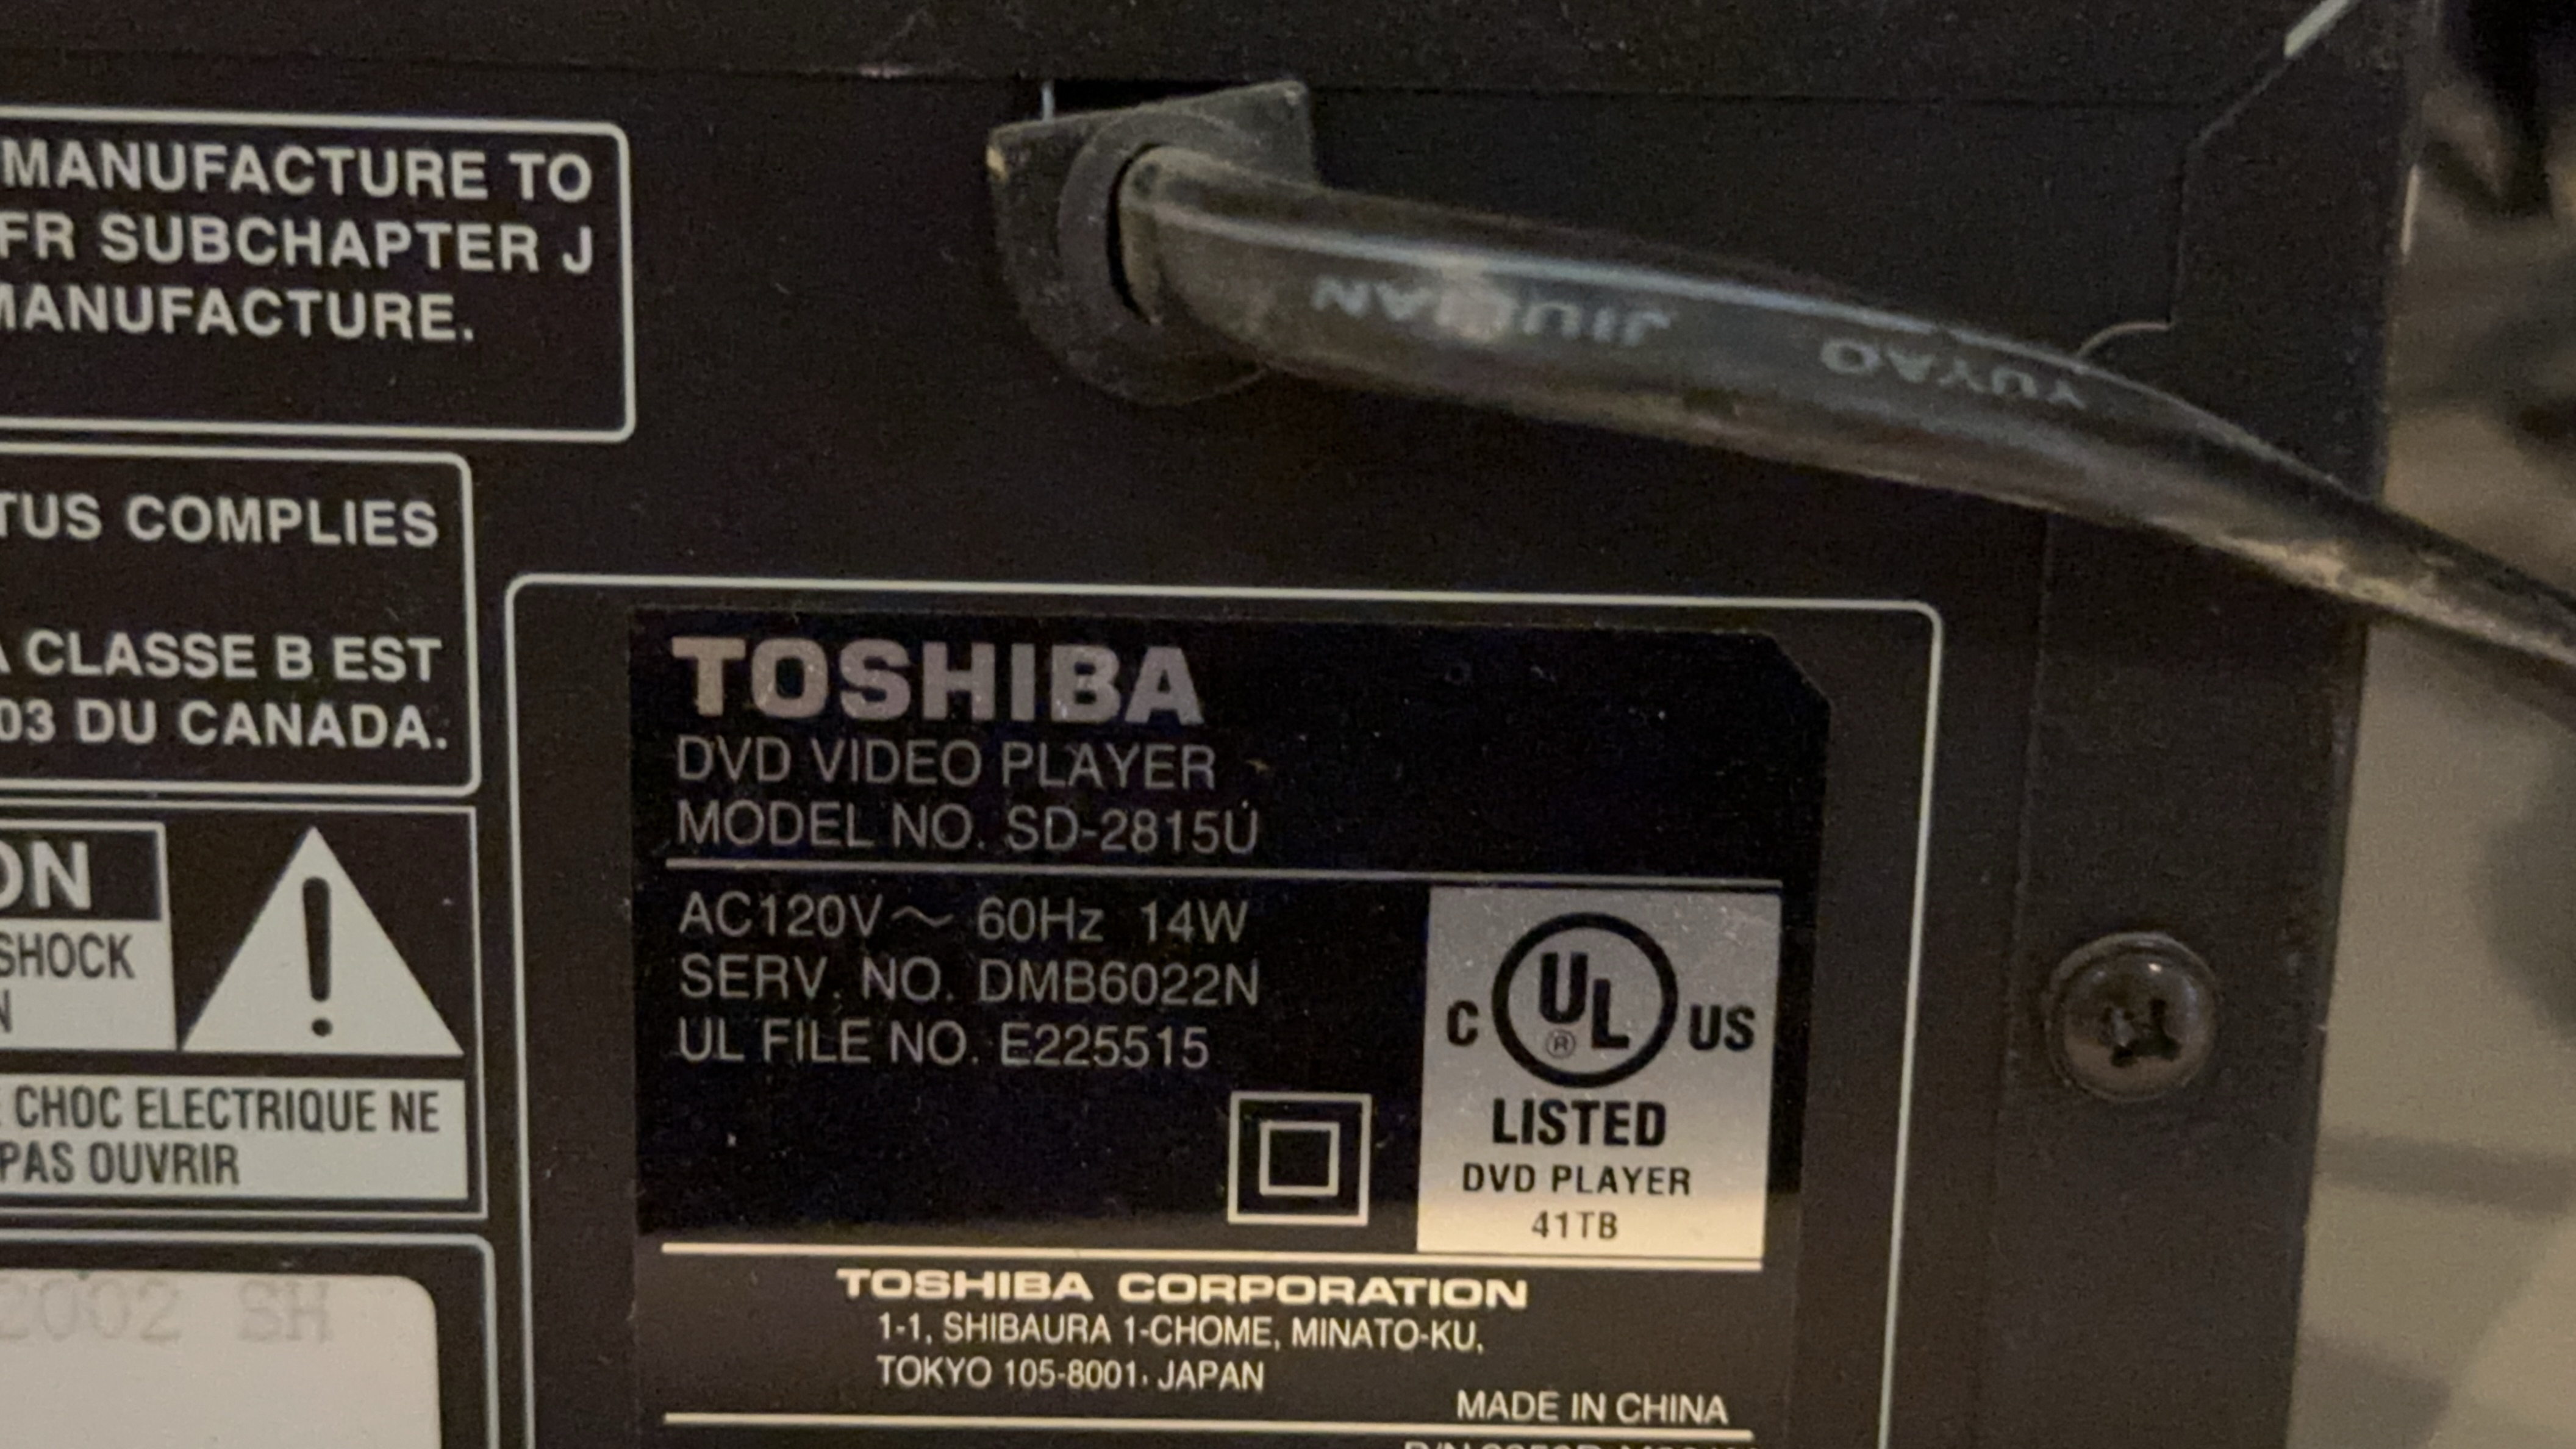 MANUFACTURE TO
FR SUBCHAPTER J
MANUFACTURE.
YUYAO
TUS COMPLIES
A CLASSE B EST
03 DU CANADA.
ON
SHOCK
N
CHOC ELECTRIQUE NE
PAS OUVRIR
2002 SH
TOSHIBA
DVD VIDEO PLAYER
MODEL NO. SD-2815U
AC120V～ 60Hz 14W
SERV. NO. DMB6022N
UL FILE NO. E225515
C UL® US
LISTED
DVD PLAYER
41TB
TOSHIBA CORPORATION
1-1, SHIBAURA 1-CHOME, MINATO-KU,
TOKYO 105-8001, JAPAN
MADE IN CHINA